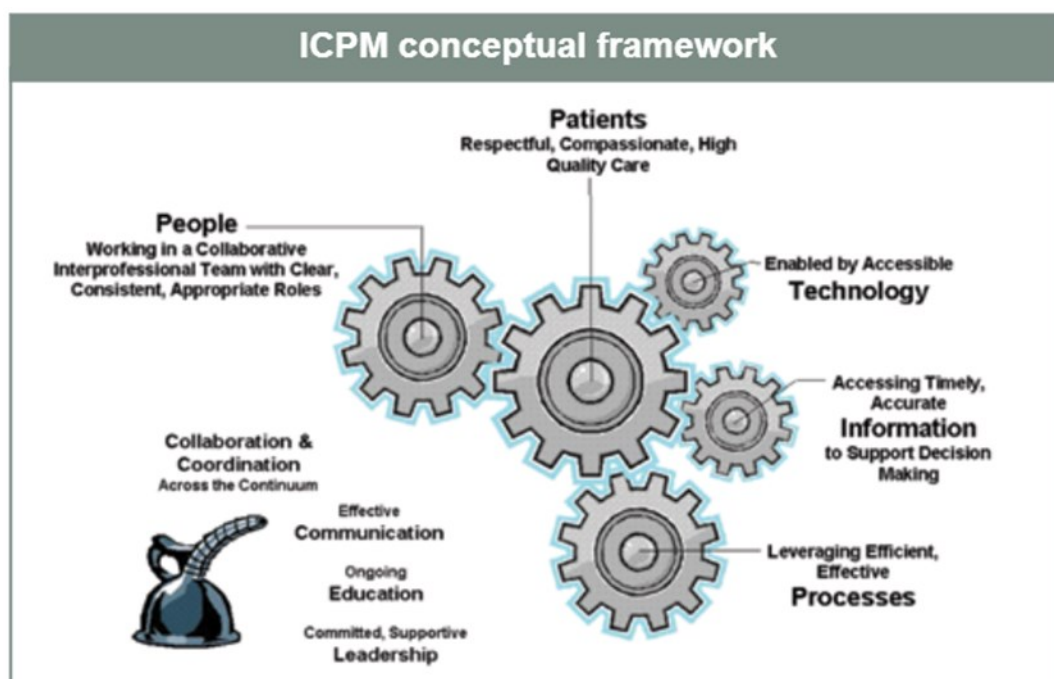 ICPM conceptual framework
Patients
Respectful, Compassionate, High
Quality Care
People
Working in a Collaborative
Interprofessional Team with Clear,
Consistent, Appropriate Roles
Enabled by Accessible
Technology
Accessing Timely,
Accurate
Information
to Support Decision
Making
Collaboration &
Coordination
Across the Continuum
Effective
Communication
Ongoing
Education
Committed, Supportive
Leadership
Leveraging Efficient,
Effective
Processes